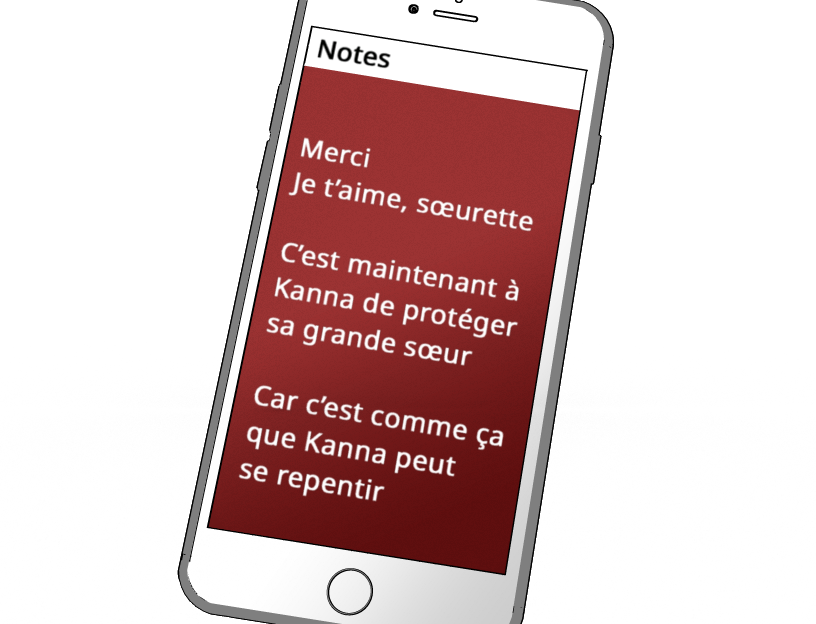 Notes
Merci
Je t’aime, sœurette
C’est maintenant à
Kanna de protéger
sa grande sœur
Car c’est comme ça
que Kanna peut
se repentir